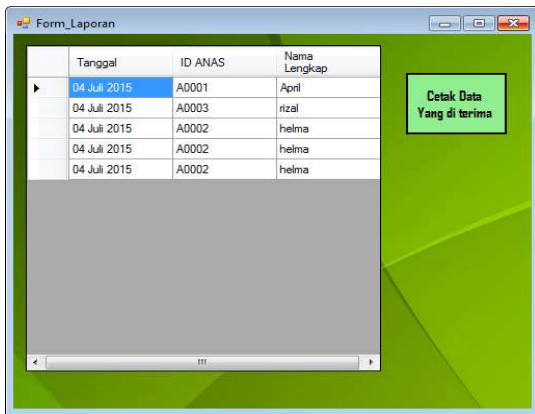 Form_Laporan
Tanggal ID ANAS Nama Lengkap
04 Juli 2015 A0001 April
04 Juli 2015 A0003 rizal
04 Juli 2015 A0002 helma
04 Juli 2015 A0002 helma
04 Juli 2015 A0002 helma
Cetak Data
Yang di terima